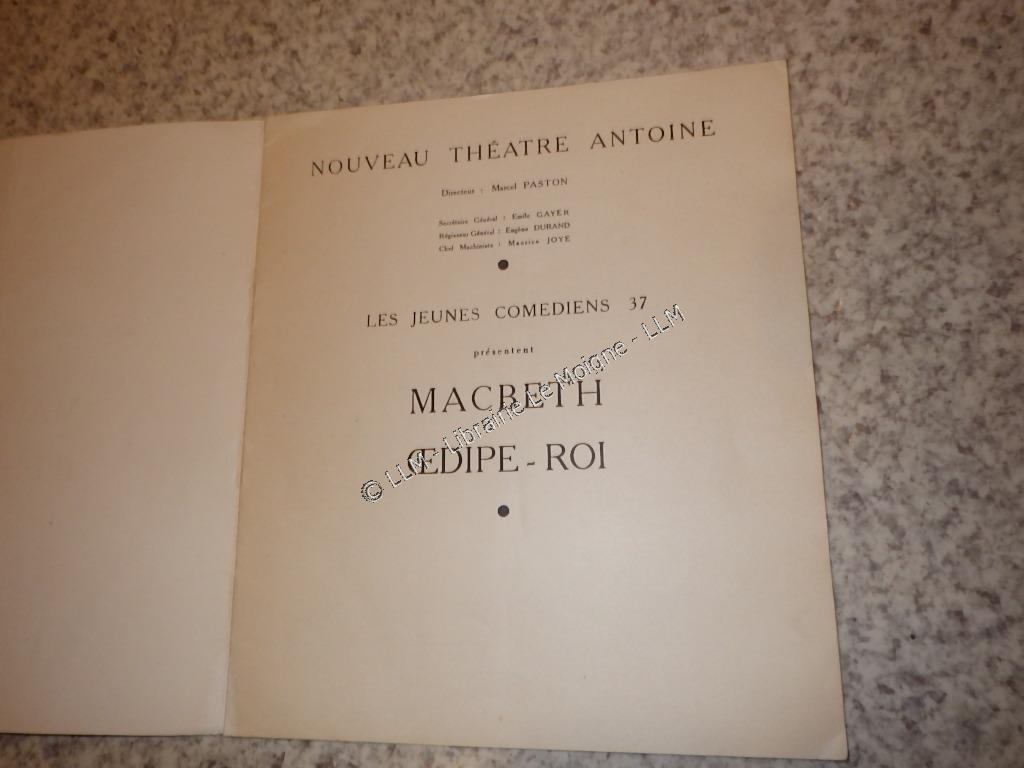 NOUVEAU THÉATRE ANTOINE
Directeur : Marcel PASTON
Secrétaire Général : Emile GAYER
Régisseur Général : Eugène DURAND
Chef Machiniste : Maurice JOYE
LES JEUNES COMEDIENS 37
présentent
MACBETH
ŒDIPE - ROI
© LLM - Librairie Le Moigne - LLM